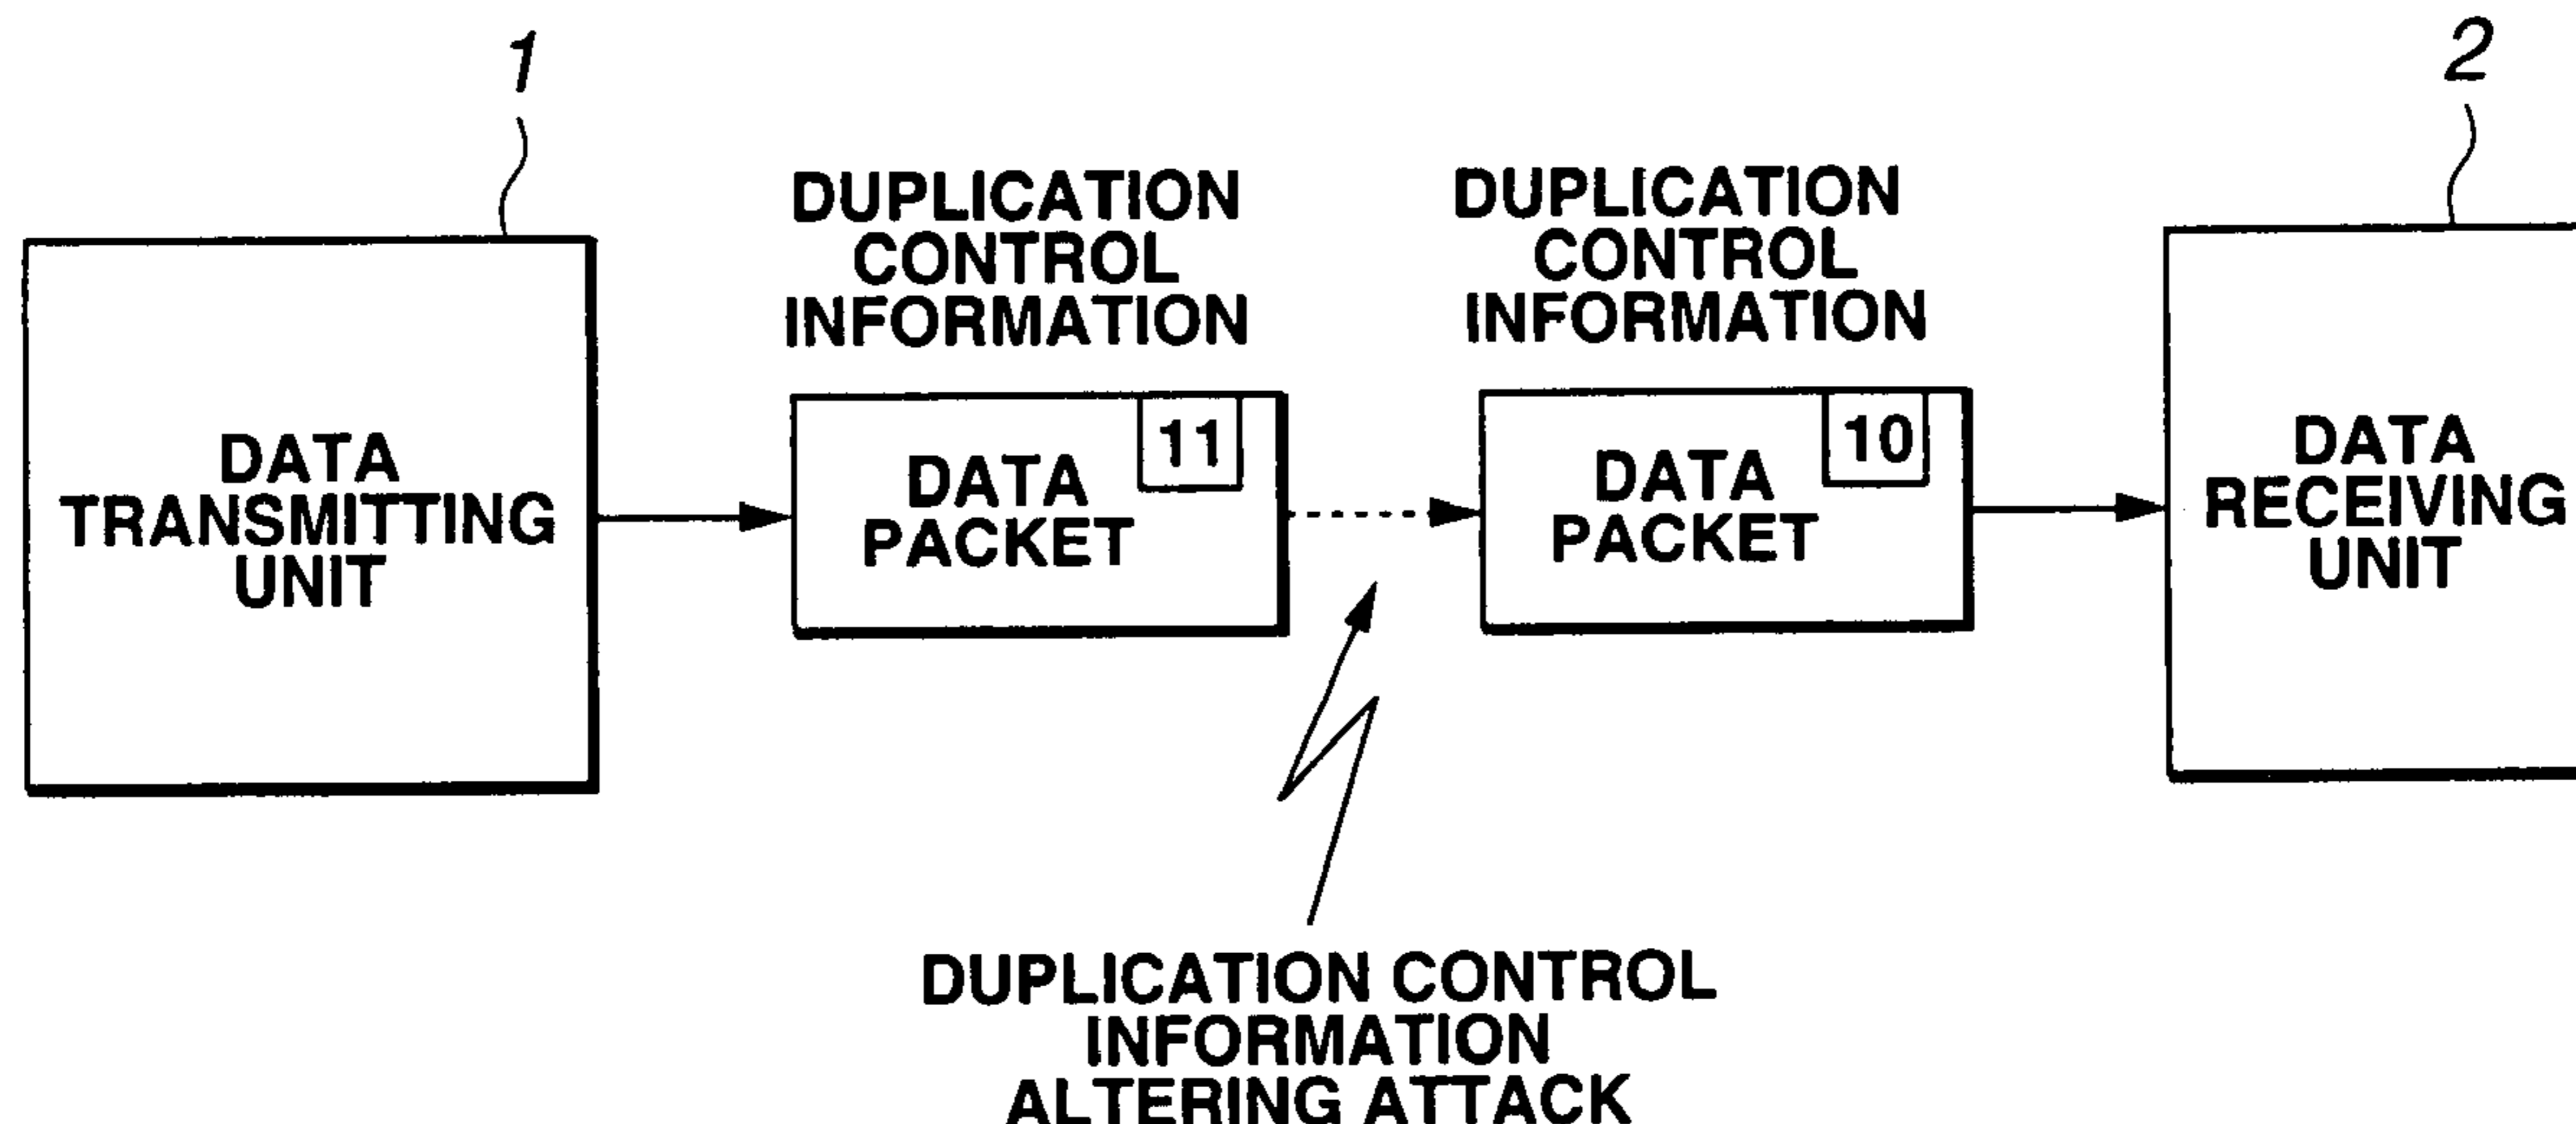 1
2
DUPLICATION
CONTROL
INFORMATION
DUPLICATION
CONTROL
INFORMATION
DATA
TRANSMITTING
UNIT
11
DATA
PACKET
10
DATA
PACKET
DATA
RECEIVING
UNIT
DUPLICATION CONTROL
INFORMATION
ALTERING ATTACK